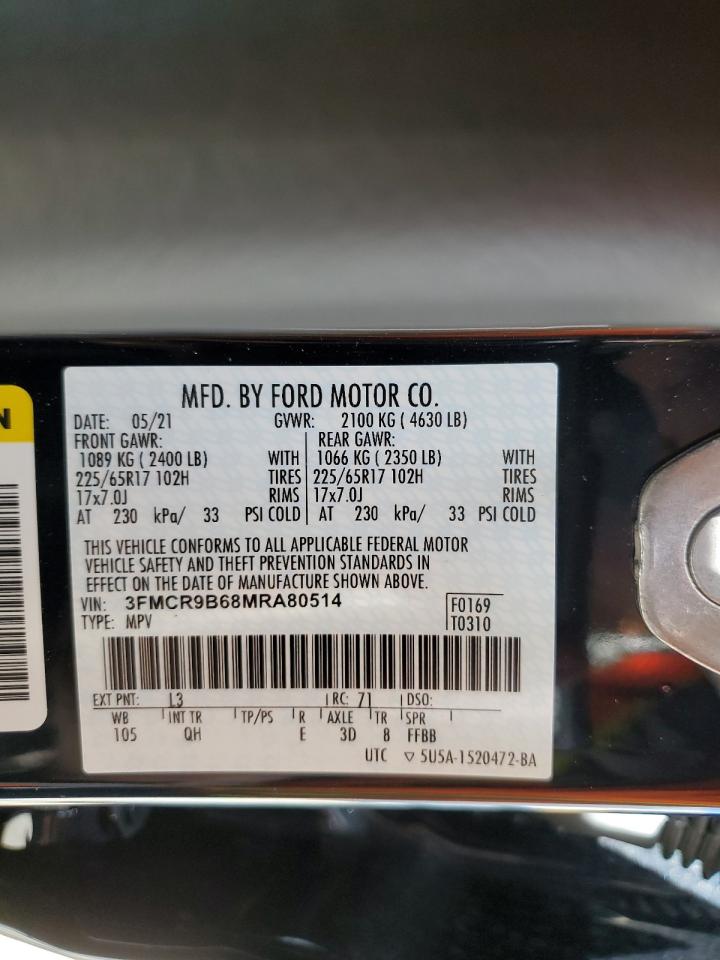 N
MFD. BY FORD MOTOR CO.
DATE: 05/21 GVWR: 2100 KG ( 4630 LB)
FRONT GAWR: REAR GAWR:
1089 KG ( 2400 LB) WITH 1066 KG ( 2350 LB) WITH
225/65R17 102H TIRES 225/65R17 102H TIRES
17x7.0J RIMS 17x7.0J RIMS
AT 230 kPa/ 33 PSI COLD AT 230 kPa/ 33 PSI COLD
THIS VEHICLE CONFORMS TO ALL APPLICABLE FEDERAL MOTOR
VEHICLE SAFETY AND THEFT PREVENTION STANDARDS IN
EFFECT ON THE DATE OF MANUFACTURE SHOWN ABOVE.
VIN: 3FMCR9B68MRA80514 F0169
TYPE: MPV T0310
EXT PNT: L3 RC: 71 DSO:
WB INT TR TP/PS R AXLE TR SPR
105 QH E 3D 8 FFBB
UTC ▽ 5U5A-1520472-BA